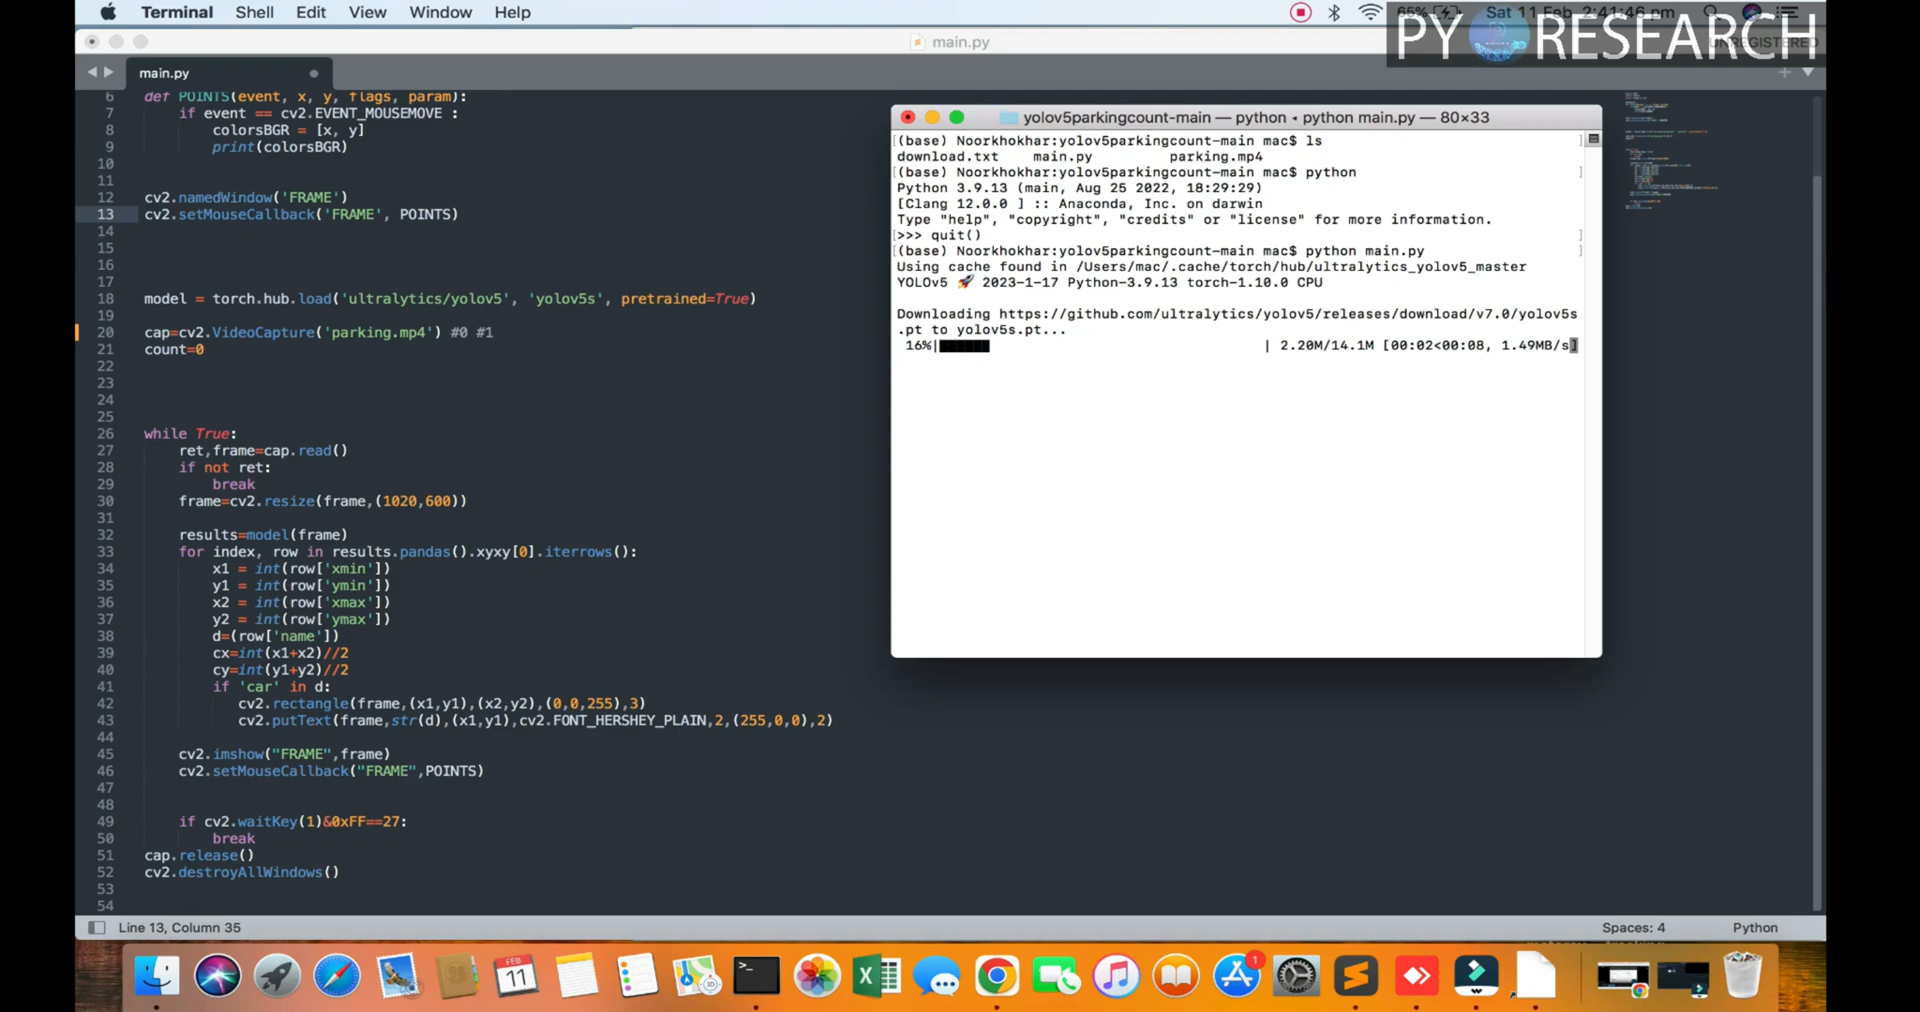 Terminal Shell Edit View Window Help
65% Sat 11 Feb 2:41:46 pm
PY RESEARCH
main.py
UNREGISTERED
main.py
6 def POINTS(event, x, y, flags, param):
7 if event == cv2.EVENT_MOUSEMOVE :
8 colorsBGR = [x, y]
9 print(colorsBGR)
10
11
12 cv2.namedWindow('FRAME')
13 cv2.setMouseCallback('FRAME', POINTS)
14
15
16
17
18 model = torch.hub.load('ultralytics/yolov5', 'yolov5s', pretrained=True)
19
20 cap=cv2.VideoCapture('parking.mp4') #0 #1
21 count=0
22
23
24
25
26 while True:
27 ret,frame=cap.read()
28 if not ret:
29 break
30 frame=cv2.resize(frame,(1020,600))
31
32 results=model(frame)
33 for index, row in results.pandas().xyxy[0].iterrows():
34 x1 = int(row['xmin'])
35 y1 = int(row['ymin'])
36 x2 = int(row['xmax'])
37 y2 = int(row['ymax'])
38 d=(row['name'])
39 cx=int(x1+x2)//2
40 cy=int(y1+y2)//2
41 if 'car' in d:
42 cv2.rectangle(frame,(x1,y1),(x2,y2),(0,0,255),3)
43 cv2.putText(frame,str(d),(x1,y1),cv2.FONT_HERSHEY_PLAIN,2,(255,0,0),2)
44
45 cv2.imshow("FRAME",frame)
46 cv2.setMouseCallback("FRAME",POINTS)
47
48
49 if cv2.waitKey(1)&0xFF==27:
50 break
51 cap.release()
52 cv2.destroyAllWindows()
53
54
yolov5parkingcount-main — python ◂ python main.py — 80×33
[(base) Noorkhokhar:yolov5parkingcount-main mac$ ls ]
download.txt main.py parking.mp4
[(base) Noorkhokhar:yolov5parkingcount-main mac$ python ]
Python 3.9.13 (main, Aug 25 2022, 18:29:29)
[Clang 12.0.0 ] :: Anaconda, Inc. on darwin
Type "help", "copyright", "credits" or "license" for more information.
[>>> quit() ]
[(base) Noorkhokhar:yolov5parkingcount-main mac$ python main.py ]
Using cache found in /Users/mac/.cache/torch/hub/ultralytics_yolov5_master
YOLOv5 🚀 2023-1-17 Python-3.9.13 torch-1.10.0 CPU
Downloading https://github.com/ultralytics/yolov5/releases/download/v7.0/yolov5s
.pt to yolov5s.pt...
16%| | 2.20M/14.1M [00:02<00:08, 1.49MB/s]
Line 13, Column 35
Spaces: 4 Python
FEB
11
>_
1